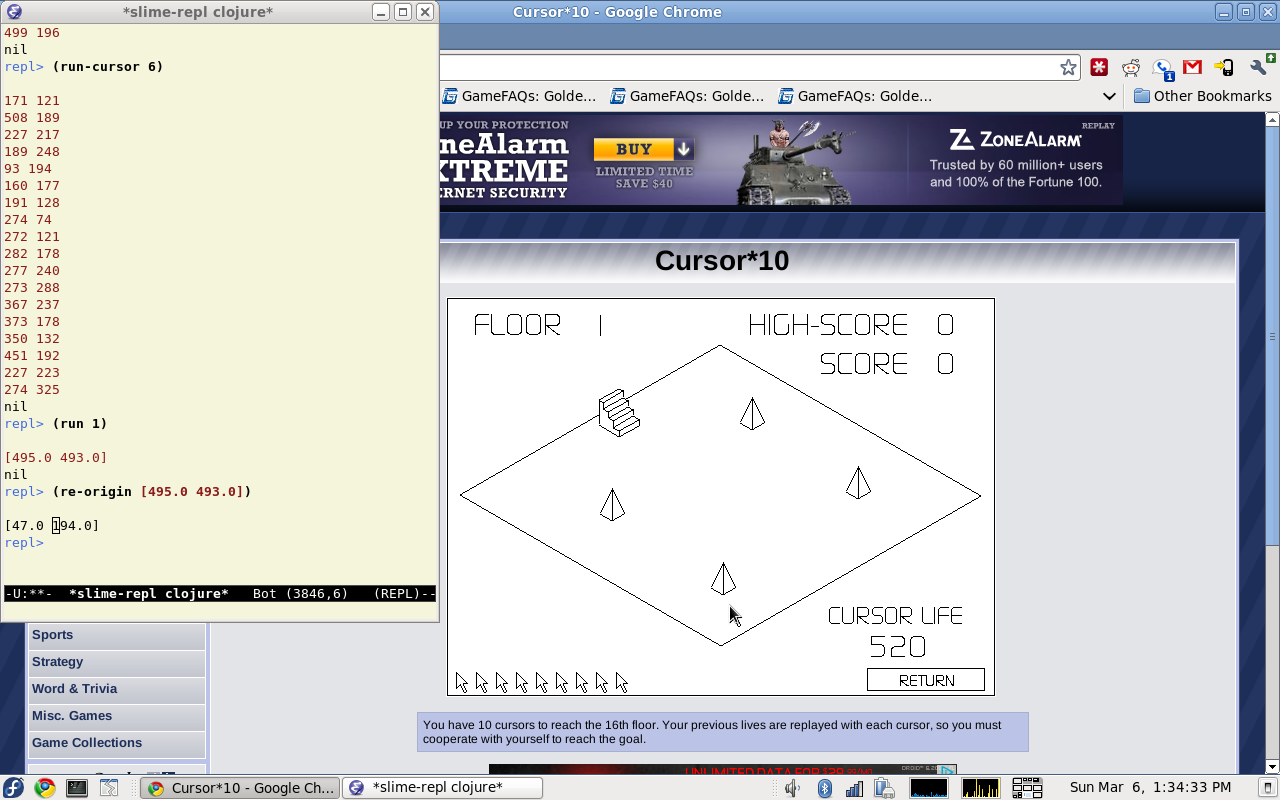 *slime-repl clojure*
499 196
nil
repl> (run-cursor 6)
171 121
508 189
227 217
189 248
93 194
160 177
191 128
274 74
272 121
282 178
277 240
273 288
367 237
373 178
350 132
451 192
227 223
274 325
nil
repl> (run 1)
[495.0 493.0]
nil
repl> (re-origin [495.0 493.0])
[47.0 194.0]
repl>
-U:**-  *slime-repl clojure*   Bot (3846,6)   (REPL)--
Cursor*10 - Google Chrome
1
GameFAQs: Golde...
GameFAQs: Golde...
GameFAQs: Golde...
Other Bookmarks
UP YOUR PROTECTION
neAlarm
XTREME
ERNET SECURITY
BUY
LIMITED TIME
SAVE $40
REPLAY
ZONEALARM
Trusted by 60 million+ users
and 100% of the Fortune 100.
Cursor*10
FLOOR 1
HIGH-SCORE 0
SCORE 0
CURSOR LIFE
520
RETURN
You have 10 cursors to reach the 16th floor. Your previous lives are replayed with each cursor, so you must
cooperate with yourself to reach the goal.
Sports
Strategy
Word & Trivia
Misc. Games
Game Collections
Cursor*10 - Google Ch...
*slime-repl clojure*
Sun Mar 6, 1:34:33 PM